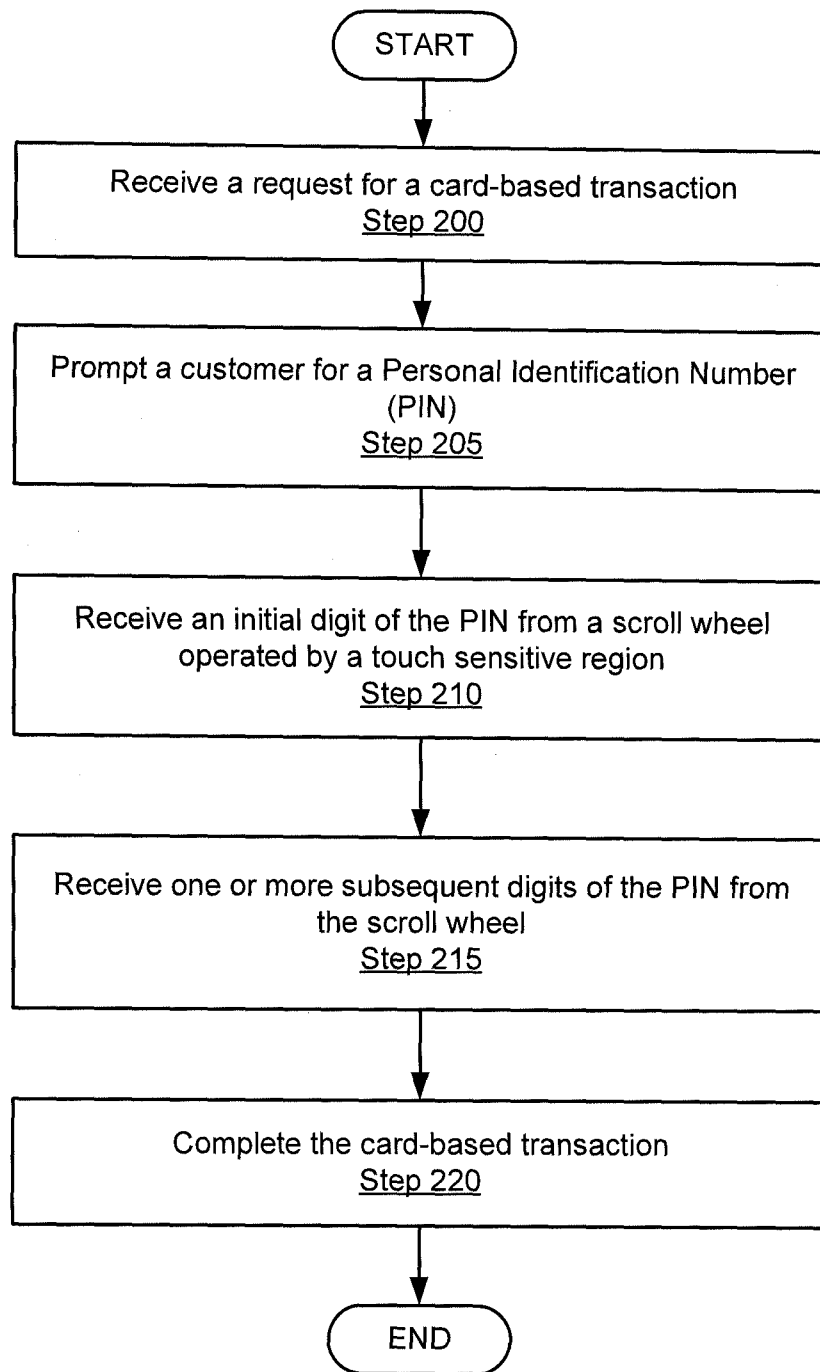 START
Receive a request for a card-based transaction
Step 200
Prompt a customer for a Personal Identification Number
(PIN)
Step 205
Receive an initial digit of the PIN from a scroll wheel
operated by a touch sensitive region
Step 210
Receive one or more subsequent digits of the PIN from
the scroll wheel
Step 215
Complete the card-based transaction
Step 220
END